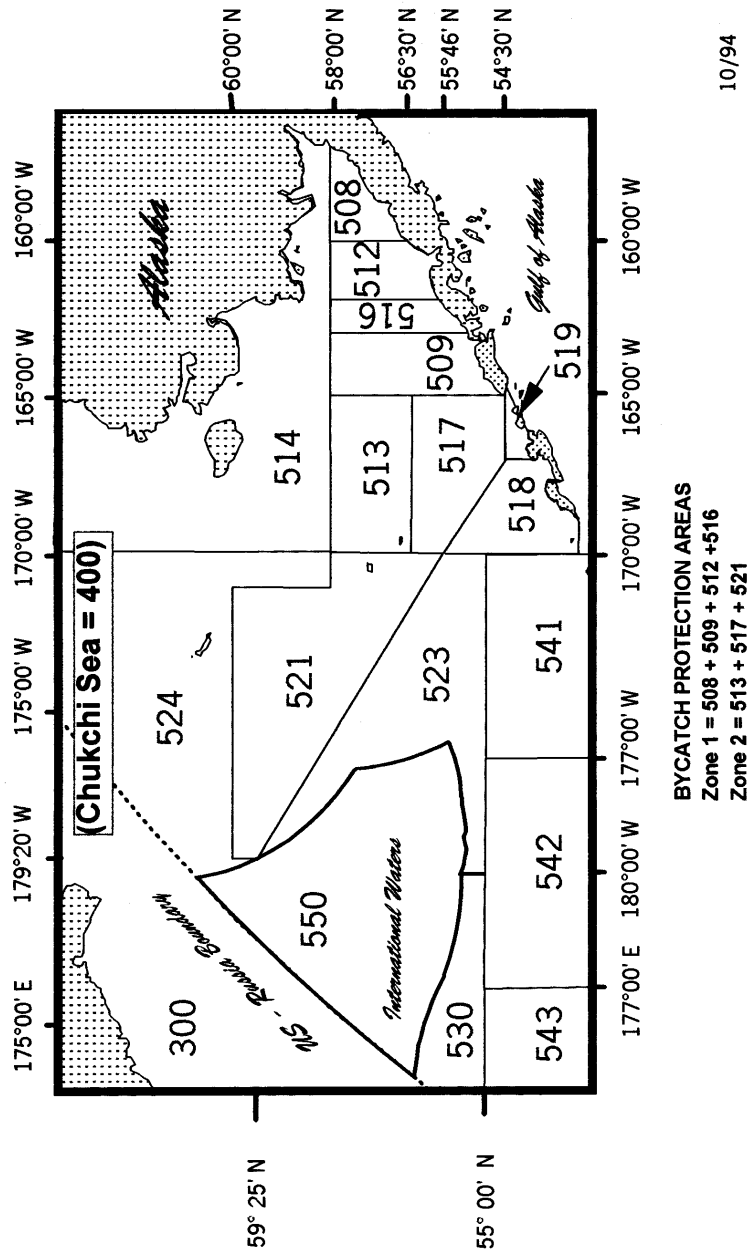 175°00' E
179°20' W
175°00' W
170°00' W
165°00' W
160°00' W
(Chukchi Sea = 400)
Alaska
300
US - Russia Boundary
524
514
60°00' N
59° 25' N
550
521
58°00' N
513
509
516
512
508
International Waters
56°30' N
523
517
55°46' N
530
518
519
Gulf of Alaska
54°30' N
55° 00' N
543
542
541
177°00' E
180°00' W
177°00' W
170°00' W
165°00' W
160°00' W
BYCATCH PROTECTION AREAS
Zone 1 = 508 + 509 + 512 +516
Zone 2 = 513 + 517 + 521
10/94